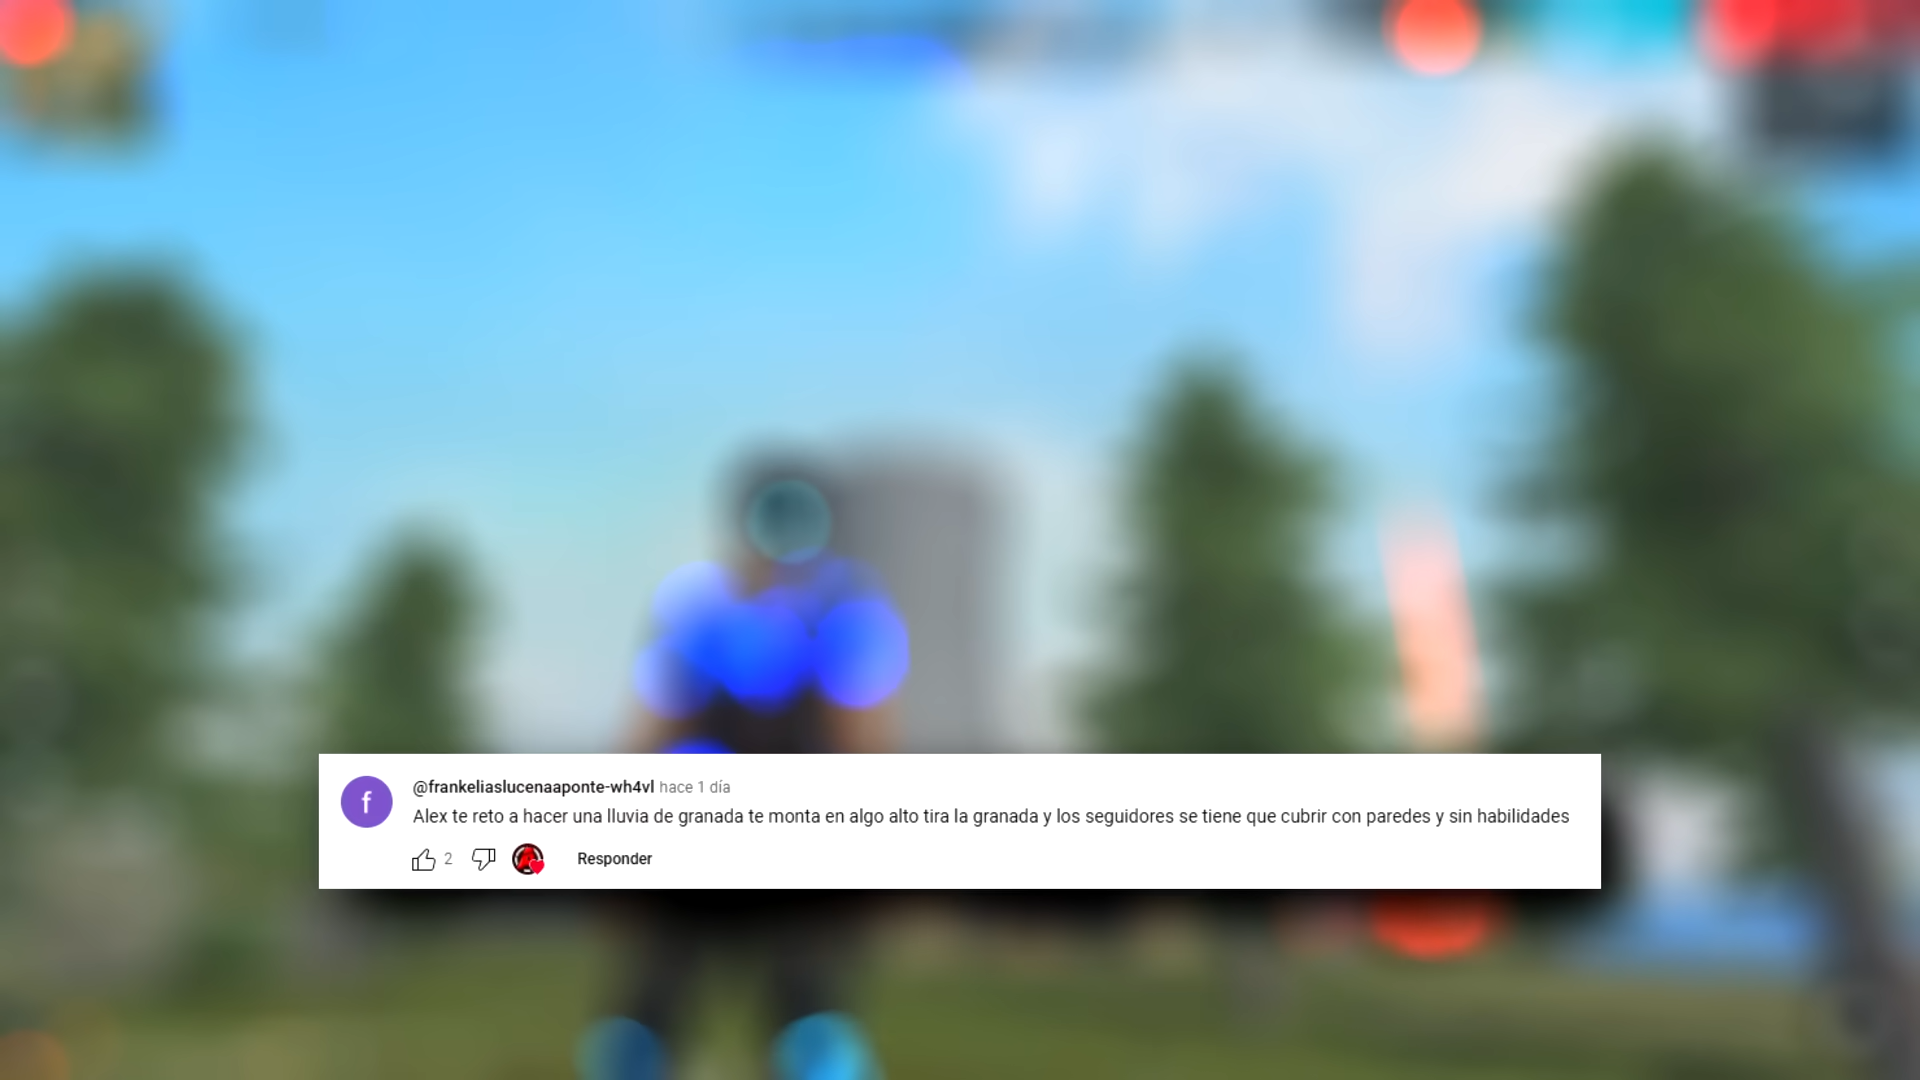 f
@frankeliaslucenaaponte-wh4vl hace 1 día
Alex te reto a hacer una lluvia de granada te monta en algo alto tira la granada y los seguidores se tiene que cubrir con paredes y sin habilidades
2 Responder